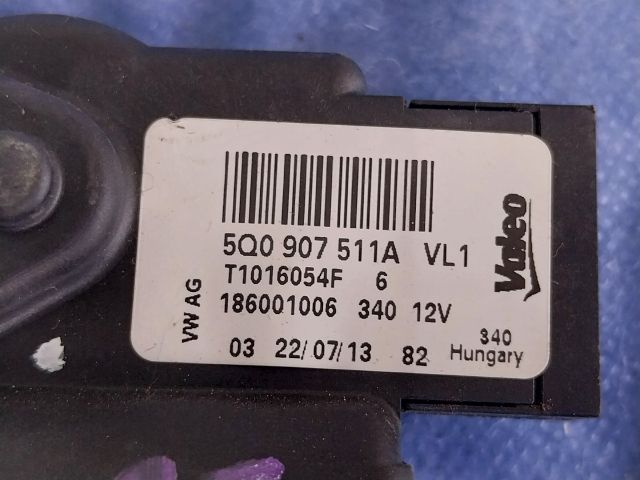 5Q0 907 511A VL1
T1016054F 6
186001006 340 12V
03 22/07/13 82
VW AG
Valeo
340
Hungary